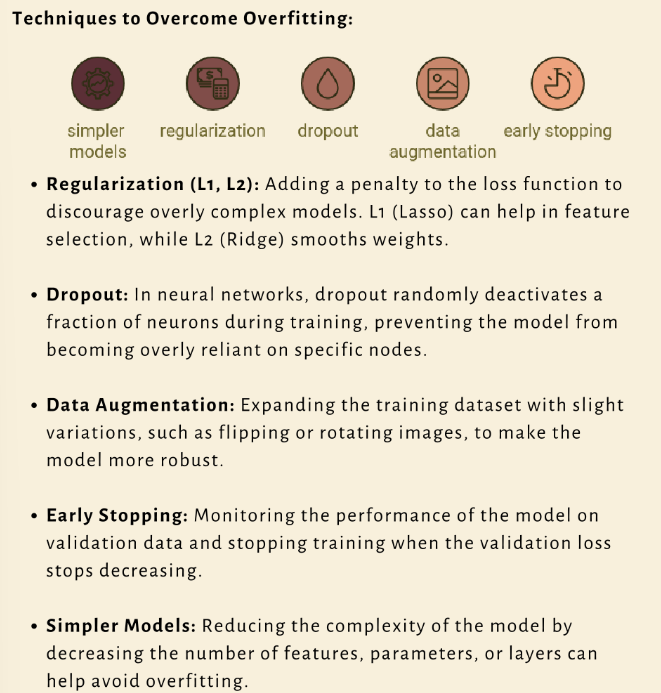 Techniques to Overcome Overfitting:
simpler models
regularization
dropout
data augmentation
early stopping
• Regularization (L1, L2): Adding a penalty to the loss function to
discourage overly complex models. L1 (Lasso) can help in feature
selection, while L2 (Ridge) smooths weights.
• Dropout: In neural networks, dropout randomly deactivates a
fraction of neurons during training, preventing the model from
becoming overly reliant on specific nodes.
• Data Augmentation: Expanding the training dataset with slight
variations, such as flipping or rotating images, to make the
model more robust.
• Early Stopping: Monitoring the performance of the model on
validation data and stopping training when the validation loss
stops decreasing.
• Simpler Models: Reducing the complexity of the model by
decreasing the number of features, parameters, or layers can
help avoid overfitting.